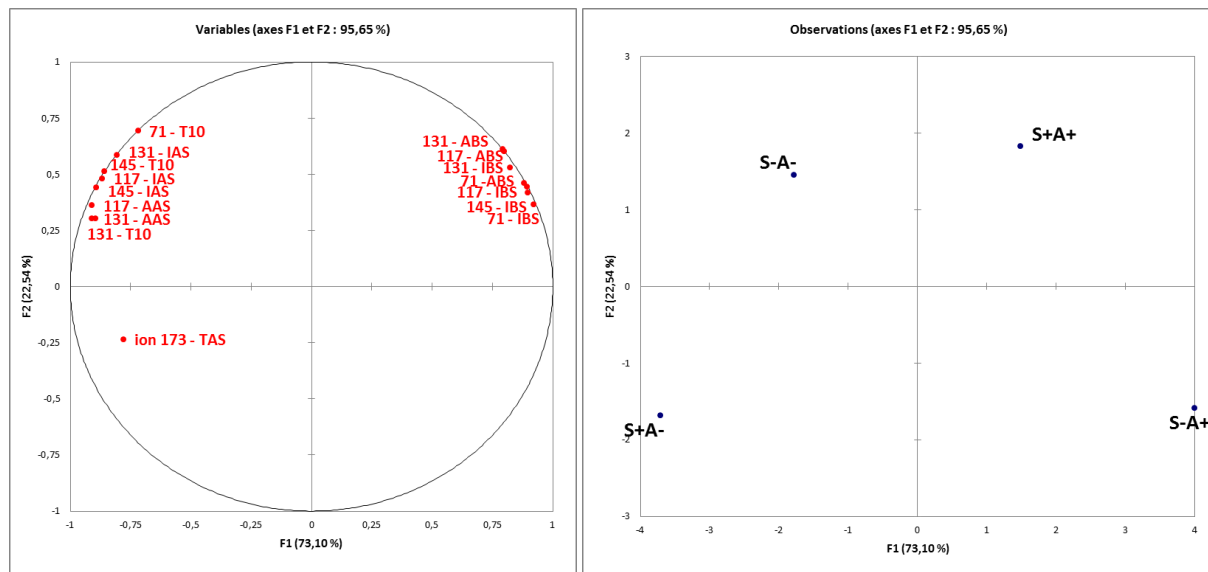 Variables (axes F1 et F2 : 95,65 %)
1
0,75
0,5
0,25
0
-0,25
-0,5
-0,75
-1
F2 (22,54 %)
71 - T10
131 - IAS
145 - T10
117 - IAS
145 - IAS
117 - AAS
131 - AAS
131 - T10
131 - ABS
117 - ABS
131 - IBS
71 -ABS
117 - IBS
145 - IBS
71 - IBS
ion 173 - TAS
-1
-0,75
-0,5
-0,25
0
0,25
0,5
0,75
1
F1 (73,10 %)
Observations (axes F1 et F2 : 95,65 %)
3
2
1
0
-1
-2
-3
F2 (22,54 %)
S+A+
S-A-
S+A-
S-A+
-4
-3
-2
-1
0
1
2
3
4
F1 (73,10 %)